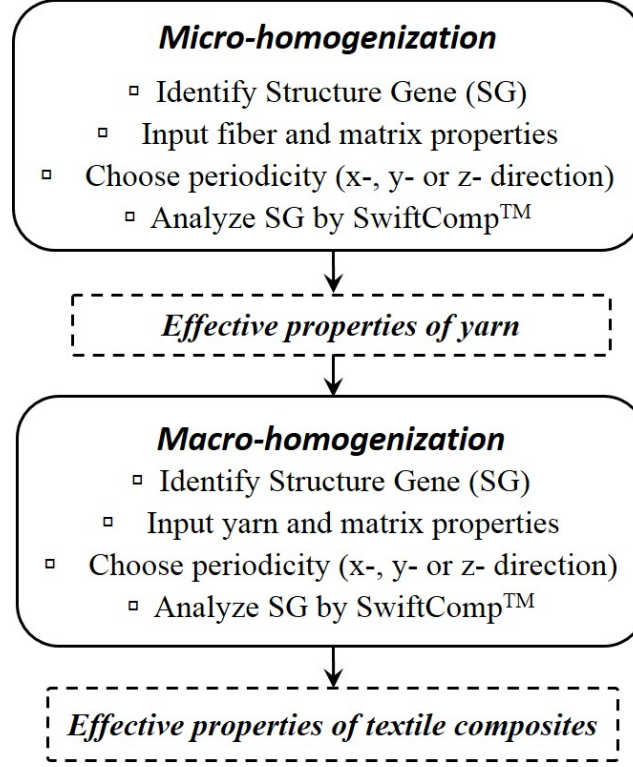 Micro-homogenization
▫ Identify Structure Gene (SG)
▫ Input fiber and matrix properties
▫ Choose periodicity (x-, y- or z- direction)
▫ Analyze SG by SwiftComp™
Effective properties of yarn
Macro-homogenization
▫ Identify Structure Gene (SG)
▫ Input yarn and matrix properties
▫ Choose periodicity (x-, y- or z- direction)
▫ Analyze SG by SwiftComp™
Effective properties of textile composites